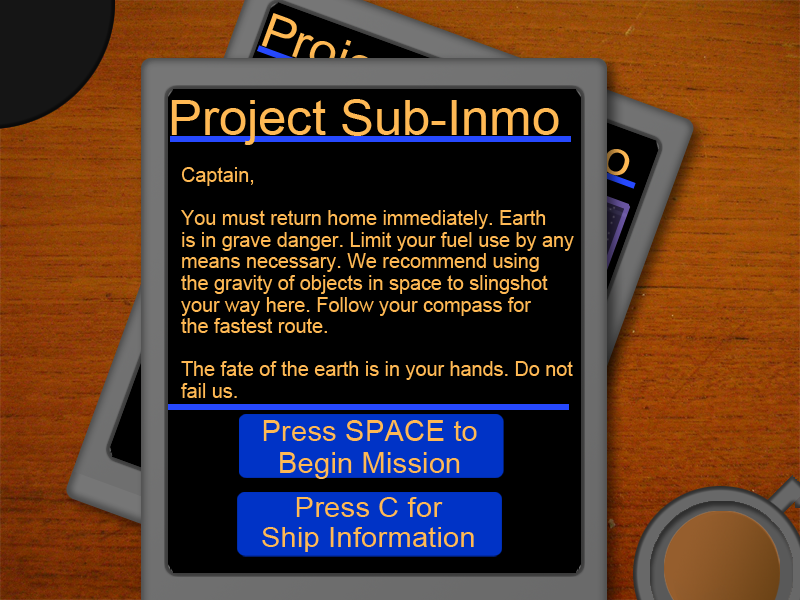 Project Sub-Inmo
Captain,
You must return home immediately. Earth
is in grave danger. Limit your fuel use by any
means necessary. We recommend using
the gravity of objects in space to slingshot
your way here. Follow your compass for
the fastest route.
The fate of the earth is in your hands. Do not
fail us.
Press SPACE to
Begin Mission
Press C for
Ship Information